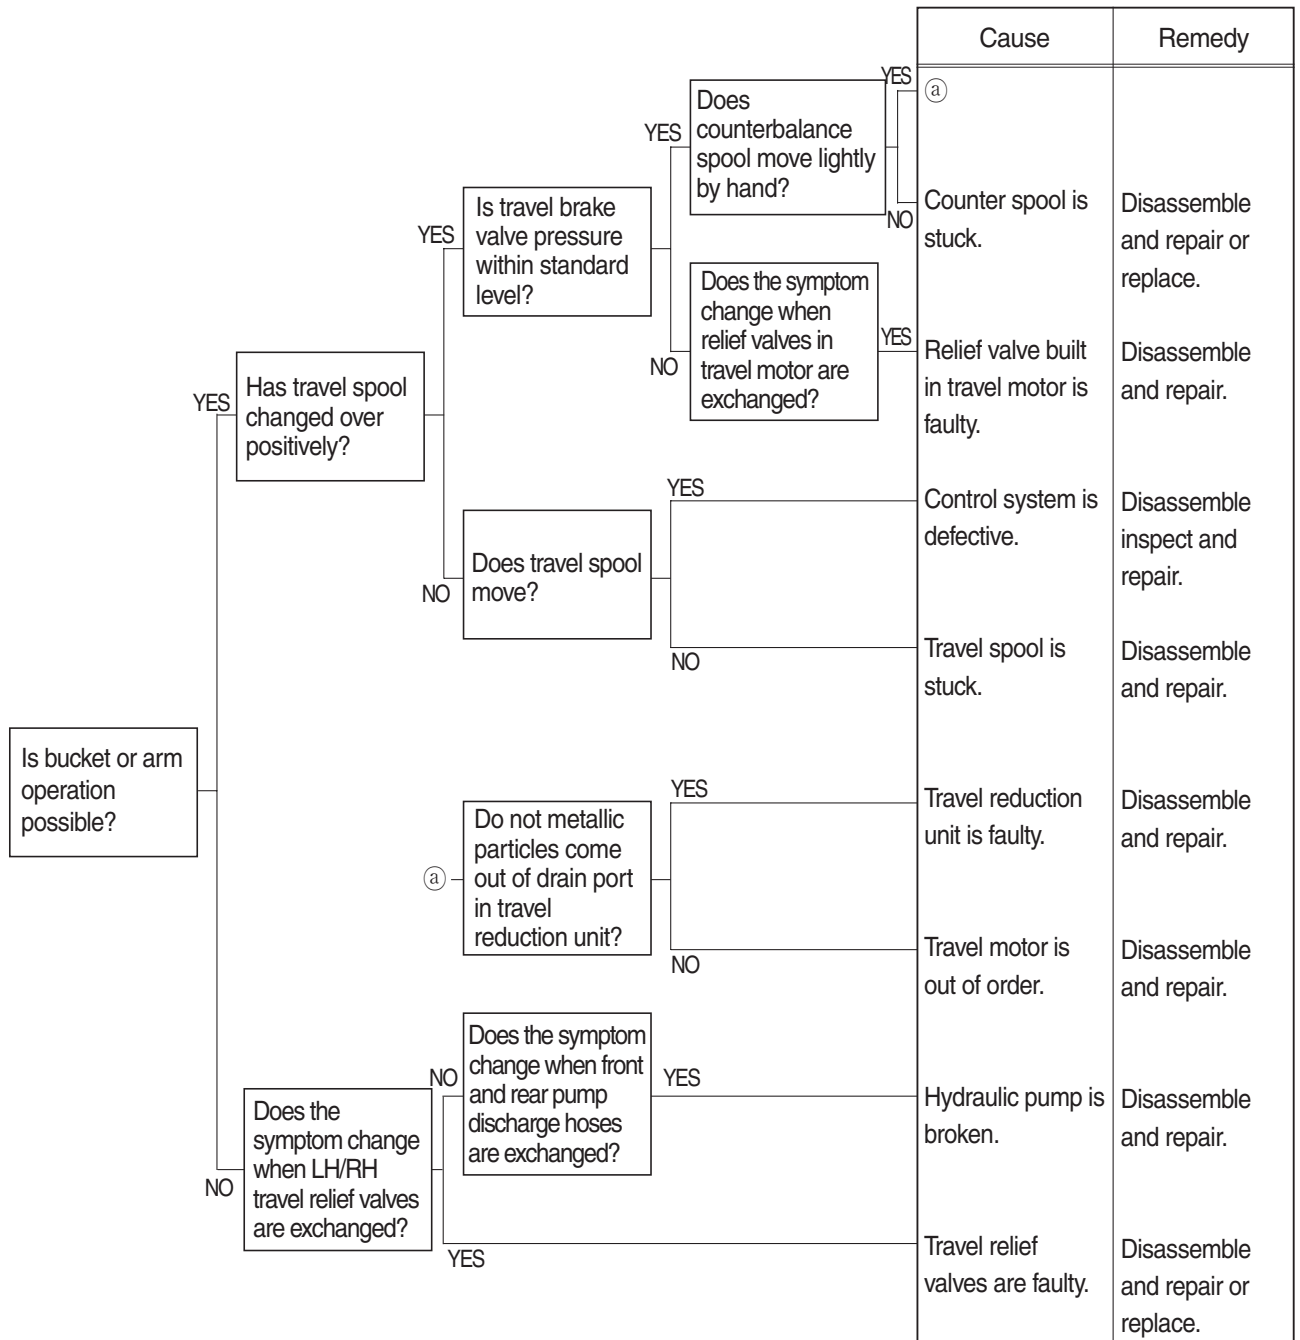 Cause
Remedy
YES
ⓐ
Does
counterbalance
spool move lightly
by hand?
YES
NO
Counter spool is
stuck.
Disassemble
and repair or
replace.
Is travel brake
valve pressure
within standard
level?
YES
Does the symptom
change when
relief valves in
travel motor are
exchanged?
YES
NO
Relief valve built
in travel motor is
faulty.
Disassemble
and repair.
Has travel spool
changed over
positively?
YES
YES
Control system is
defective.
Disassemble
inspect and
repair.
Does travel spool
move?
NO
NO
Travel spool is
stuck.
Disassemble
and repair.
Is bucket or arm
operation
possible?
YES
Travel reduction
unit is faulty.
Disassemble
and repair.
ⓐ
Do not metallic
particles come
out of drain port
in travel
reduction unit?
NO
Travel motor is
out of order.
Disassemble
and repair.
Does the symptom
change when front
and rear pump
discharge hoses
are exchanged?
NO
YES
Hydraulic pump is
broken.
Disassemble
and repair.
Does the
symptom change
when LH/RH
travel relief valves
are exchanged?
NO
YES
Travel relief
valves are faulty.
Disassemble
and repair or
replace.